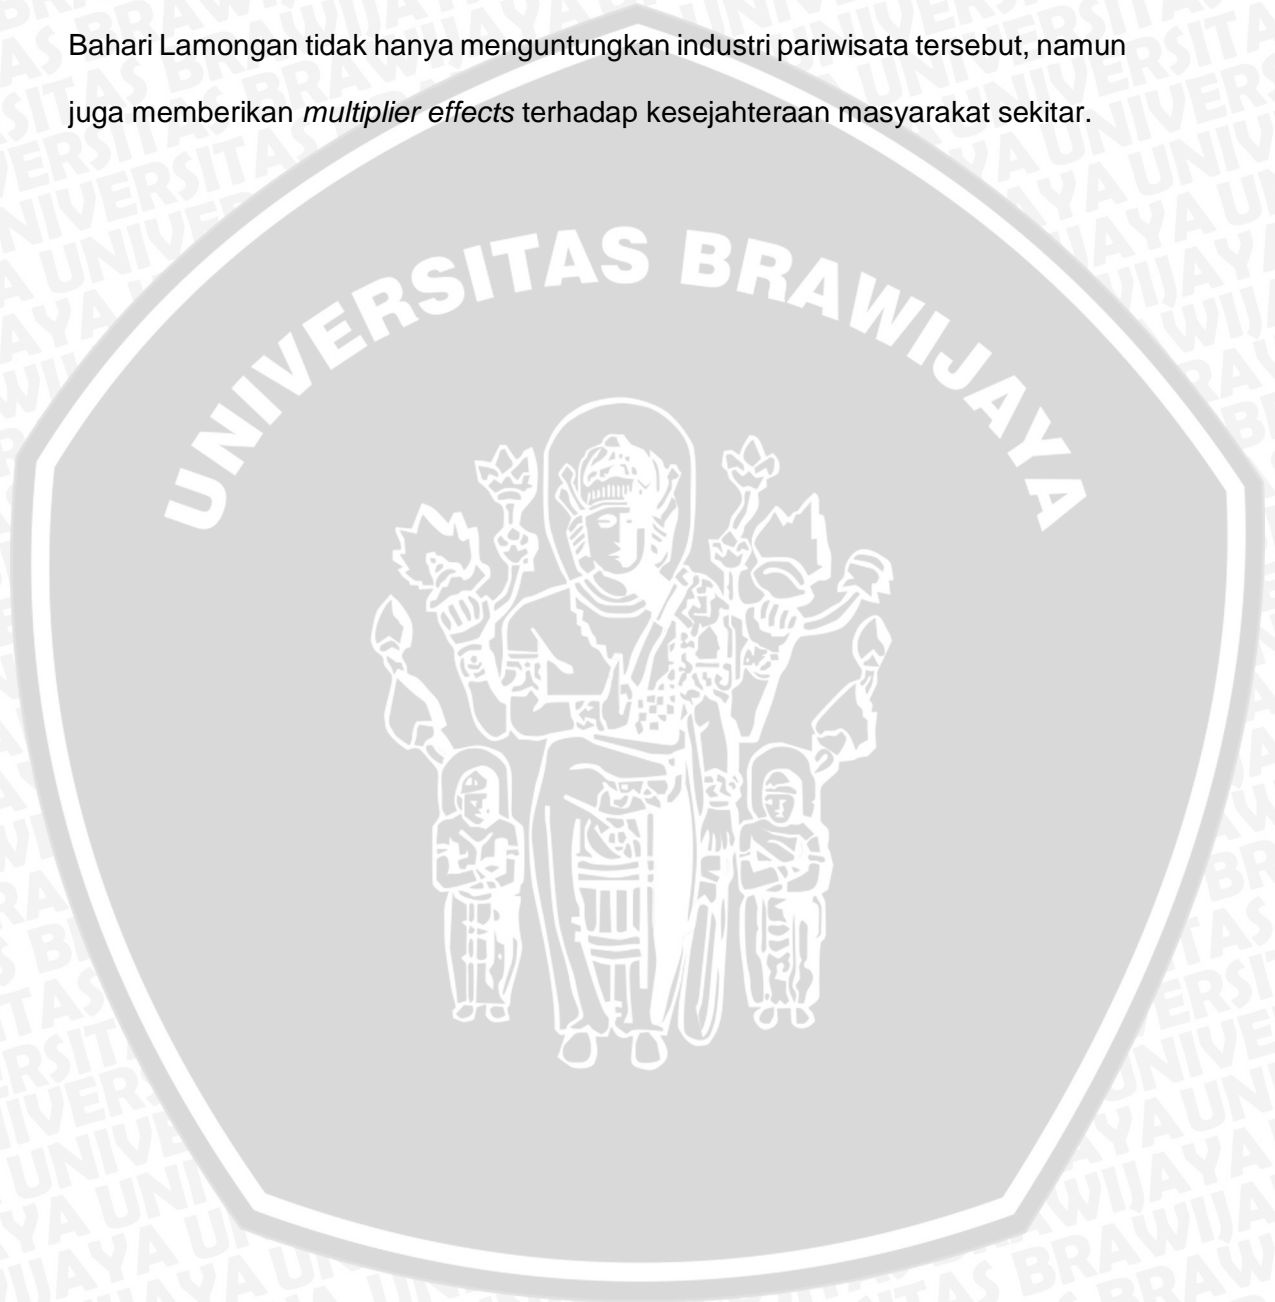 Bahari Lamongan tidak hanya menguntungkan industri pariwisata tersebut, namun
juga memberikan multiplier effects terhadap kesejahteraan masyarakat sekitar.
UNIVERSITAS BRAWIJAYA